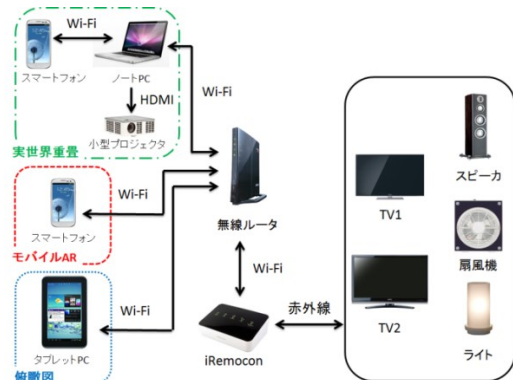 Wi-Fi
スマートフォン
ノートPC
HDMI
小型プロジェクタ
実世界重畳
Wi-Fi
Wi-Fi
スマートフォン
モバイルAR
Wi-Fi
タブレットPC
俯瞰図
無線ルータ
Wi-Fi
iRemocon
赤外線
TV1
TV2
スピーカ
扇風機
ライト